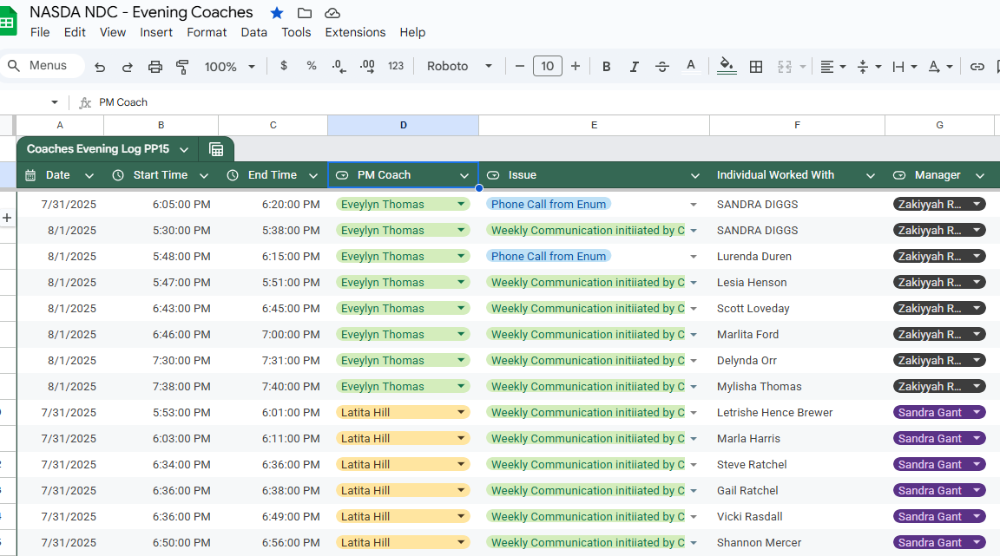 NASDA NDC - Evening Coaches
File Edit View Insert Format Data Tools Extensions Help
Menus 100% $ % .0 .00 123 Roboto 10 B I A
fx PM Coach
A B C D E F G
Coaches Evening Log PP15
Date Start Time End Time PM Coach Issue Individual Worked With Manager
7/31/2025 6:05:00 PM 6:20:00 PM Eveylyn Thomas Phone Call from Enum SANDRA DIGGS Zakiyyah R...
8/1/2025 5:30:00 PM 5:38:00 PM Eveylyn Thomas Weekly Communication initiiated by C SANDRA DIGGS Zakiyyah R...
8/1/2025 5:48:00 PM 6:15:00 PM Eveylyn Thomas Phone Call from Enum Lurenda Duren Zakiyyah R...
8/1/2025 5:47:00 PM 5:51:00 PM Eveylyn Thomas Weekly Communication initiiated by C Lesia Henson Zakiyyah R...
8/1/2025 6:43:00 PM 6:45:00 PM Eveylyn Thomas Weekly Communication initiiated by C Scott Loveday Zakiyyah R...
8/1/2025 6:46:00 PM 7:00:00 PM Eveylyn Thomas Weekly Communication initiiated by C Marlita Ford Zakiyyah R...
8/1/2025 7:30:00 PM 7:31:00 PM Eveylyn Thomas Weekly Communication initiiated by C Delynda Orr Zakiyyah R...
8/1/2025 7:38:00 PM 7:40:00 PM Eveylyn Thomas Weekly Communication initiiated by C Mylisha Thomas Zakiyyah R...
7/31/2025 5:53:00 PM 6:01:00 PM Latita Hill Weekly Communication initiiated by C Letrishe Hence Brewer Sandra Gant
7/31/2025 6:03:00 PM 6:11:00 PM Latita Hill Weekly Communication initiiated by C Marla Harris Sandra Gant
7/31/2025 6:34:00 PM 6:36:00 PM Latita Hill Weekly Communication initiiated by C Steve Ratchel Sandra Gant
7/31/2025 6:36:00 PM 6:38:00 PM Latita Hill Weekly Communication initiiated by C Gail Ratchel Sandra Gant
7/31/2025 6:36:00 PM 6:49:00 PM Latita Hill Weekly Communication initiiated by C Vicki Rasdall Sandra Gant
7/31/2025 6:50:00 PM 6:56:00 PM Latita Hill Weekly Communication initiiated by C Shannon Mercer Sandra Gant